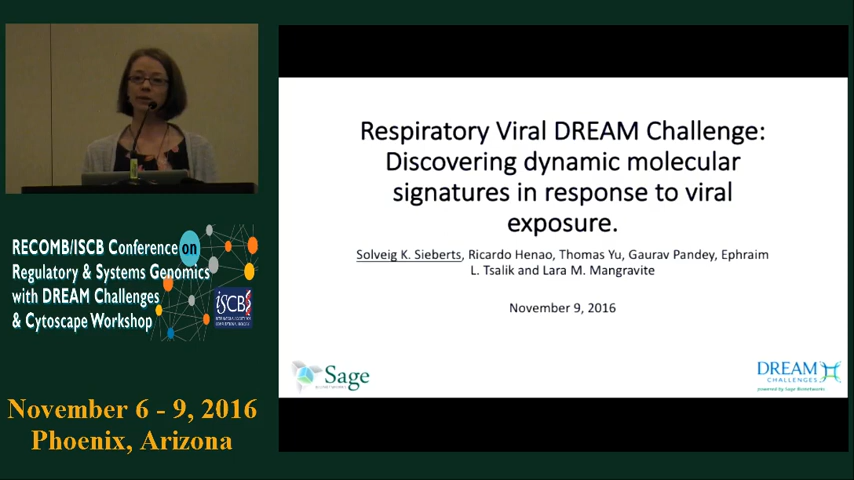 Respiratory Viral DREAM Challenge:
Discovering dynamic molecular
signatures in response to viral
exposure.
Solveig K. Sieberts, Ricardo Henao, Thomas Yu, Gaurav Pandey, Ephraim
L. Tsalik and Lara M. Mangravite
November 9, 2016
Sage
DREAM
CHALLENGES
powered by Sage Bionetworks
RECOMB/ISCB Conference on
Regulatory & Systems Genomics
with DREAM Challenges
& Cytoscape Workshop
ISCB
November 6 - 9, 2016
Phoenix, Arizona